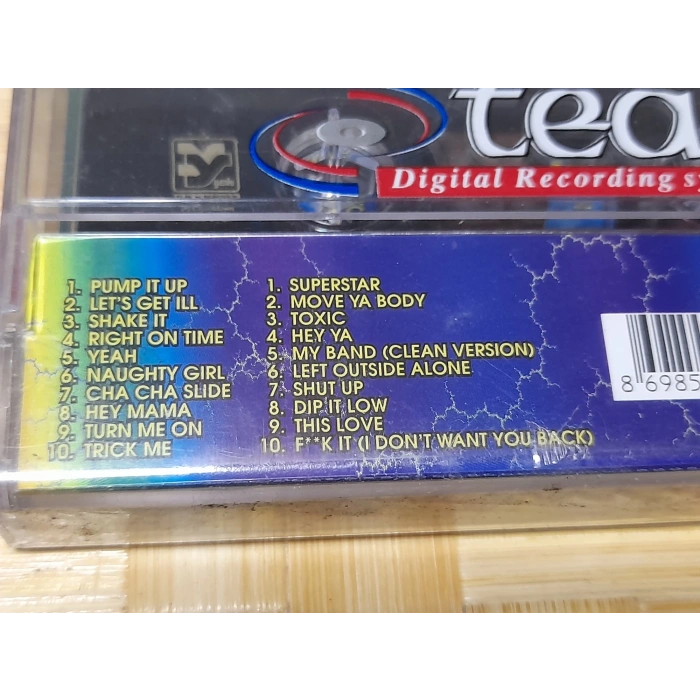 tea
Digital Recording s
1. PUMP IT UP
2. LET'S GET ILL
3. SHAKE IT
4. RIGHT ON TIME
5. YEAH
6. NAUGHTY GIRL
7. CHA CHA SLIDE
8. HEY MAMA
9. TURN ME ON
10. TRICK ME
1. SUPERSTAR
2. MOVE YA BODY
3. TOXIC
4. HEY YA
5. MY BAND (CLEAN VERSION)
6. LEFT OUTSIDE ALONE
7. SHUT UP
8. DIP IT LOW
9. THIS LOVE
10. F**K IT (I DON'T WANT YOU BACK)
8 6985